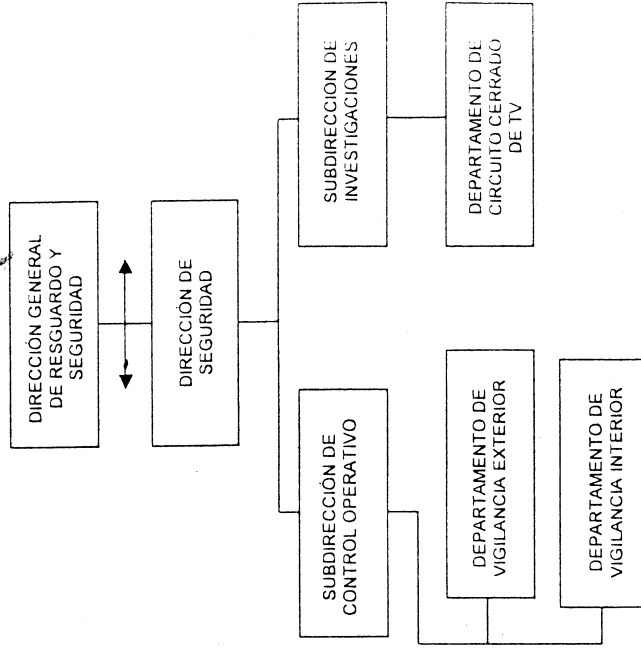 DIRECCIÓN GENERAL
DE RESGUARDO Y
SEGURIDAD
DIRECCIÓN DE
SEGURIDAD
SUBDIRECCIÓN DE
CONTROL OPERATIVO
SUBDIRECCION DE
INVESTIGACIONES
DEPARTAMENTO DE
VIGILANCIA EXTERIOR
DEPARTAMENTO DE
CIRCUITO CERRADO
DE TV
DEPARTAMENTO DE
VIGILANCIA INTERIOR